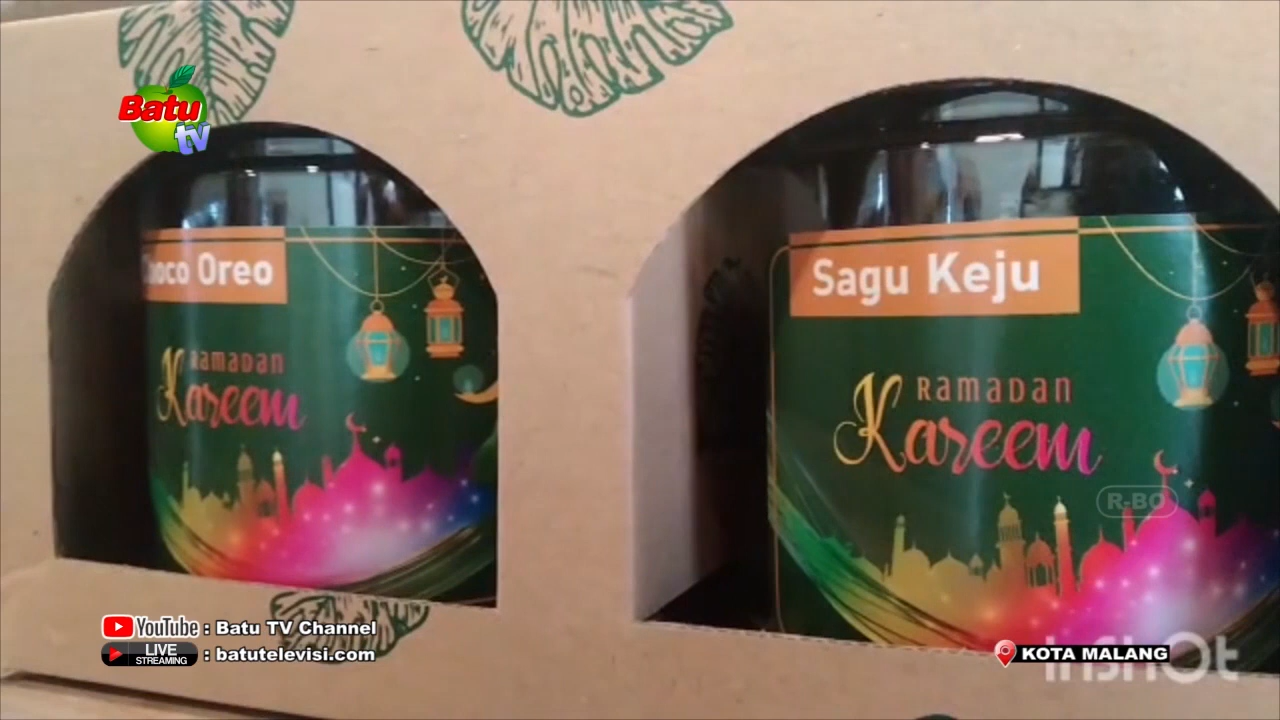 Batu
tv
Choco Oreo
RAMADAN
Kareem
Sagu Keju
RAMADAN
Kareem
R-BO
YouTube : Batu TV Channel
LIVE
STREAMING : batutelevisi.com
KOTA MALANG
InShOt